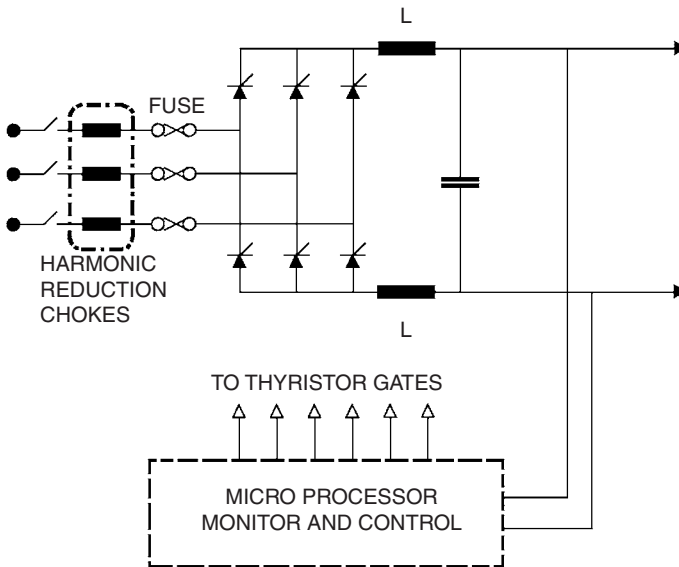 L
FUSE
HARMONIC
REDUCTION
CHOKES
L
TO THYRISTOR GATES
MICRO PROCESSOR
MONITOR AND CONTROL